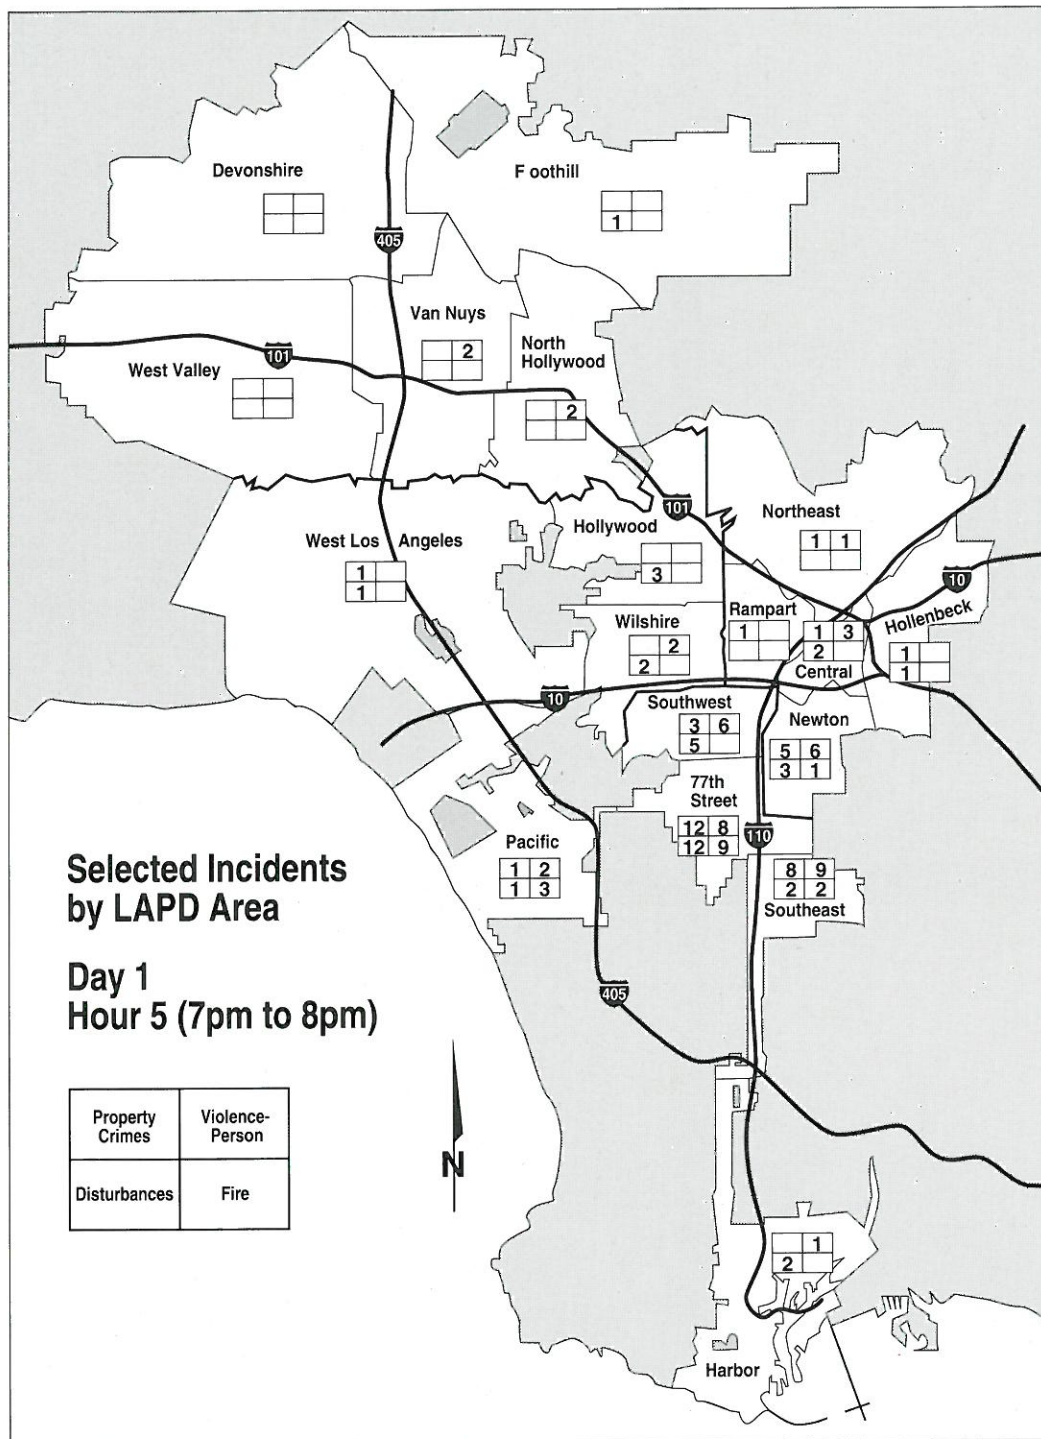 Devonshire
F oothill
1
405
Van Nuys
2
North
Hollywood
101
West Valley
2
Northeast
1 1
Hollywood
101
3
West Los Angeles
1
1
10
Hollenbeck
1
1
Rampart
1
Wilshire
2
2
1 3
2
Central
10
Southwest
3 6
5
Newton
5 6
3 1
77th
Street
12 8
12 9
110
Pacific
1 2
1 3
8 9
2 2
Southeast
Selected Incidents
by LAPD Area
Day 1
Hour 5 (7pm to 8pm)
405
Property
Crimes
Violence-
Person
Disturbances
Fire
N
1
2
Harbor